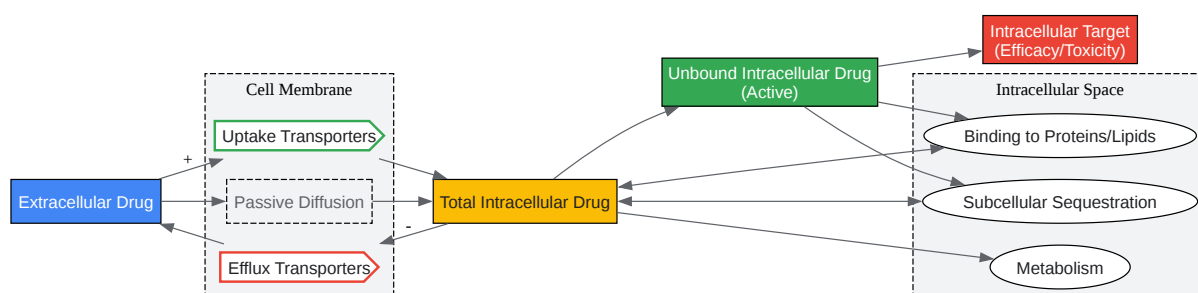 Intracellular Target
(Efficacy/Toxicity)
Unbound Intracellular Drug
(Active)
Cell Membrane
Intracellular Space
Uptake Transporters
Binding to Proteins/Lipids
+
Extracellular Drug
Passive Diffusion
Total Intracellular Drug
Subcellular Sequestration
-
Efflux Transporters
Metabolism